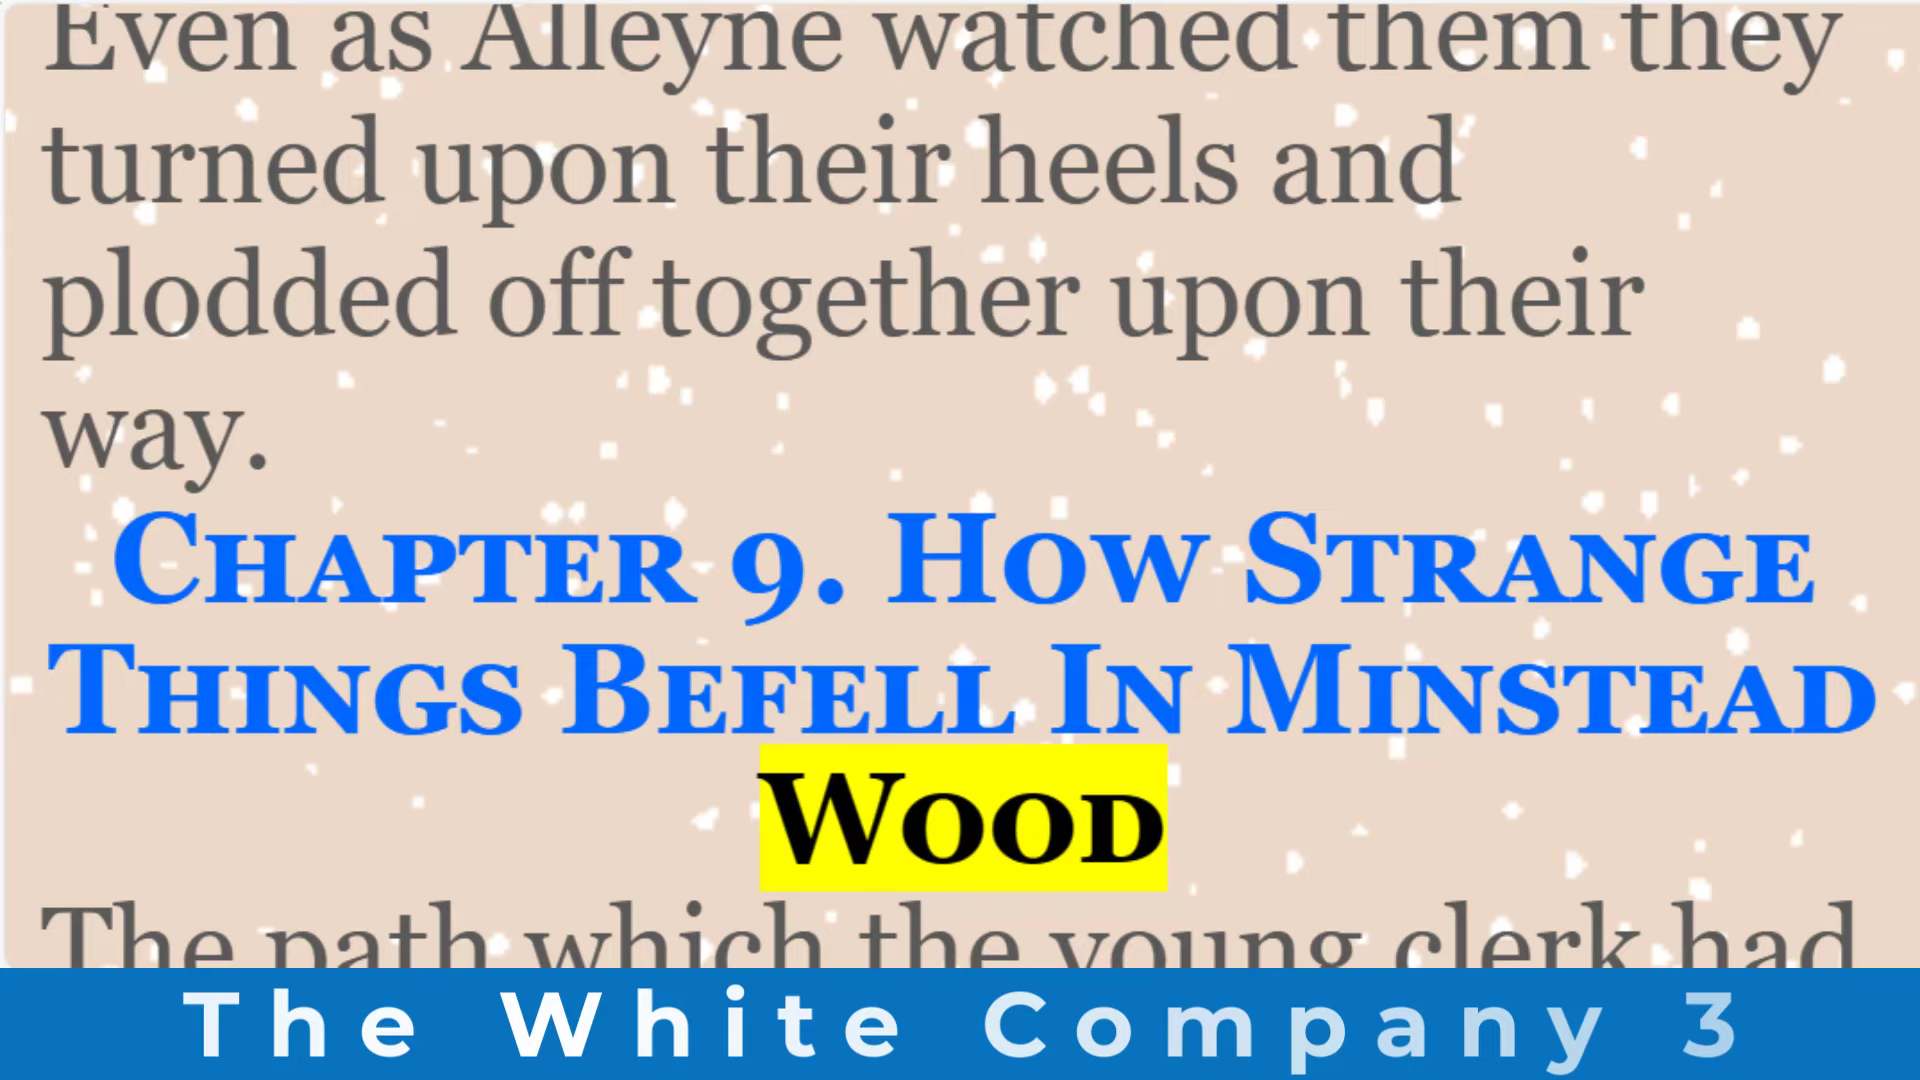 Even as Alleyne watched them they
turned upon their heels and
plodded off together upon their
way.
Chapter 9. How Strange
Things Befell In Minstead
Wood
The path which the young clerk had
The White Company 3